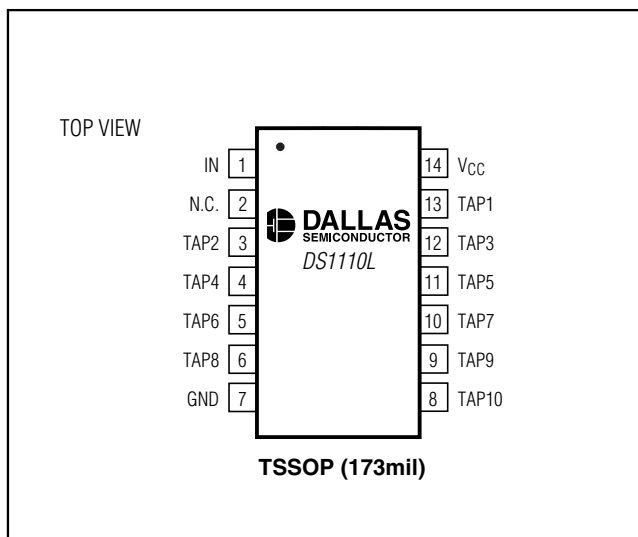 TOP VIEW
IN 1 14 VCC
N.C. 2 13 TAP1
DALLAS
SEMICONDUCTOR
TAP2 3 12 TAP3
DS1110L
TAP4 4 11 TAP5
TAP6 5 10 TAP7
TAP8 6 9 TAP9
GND 7 8 TAP10
TSSOP (173mil)